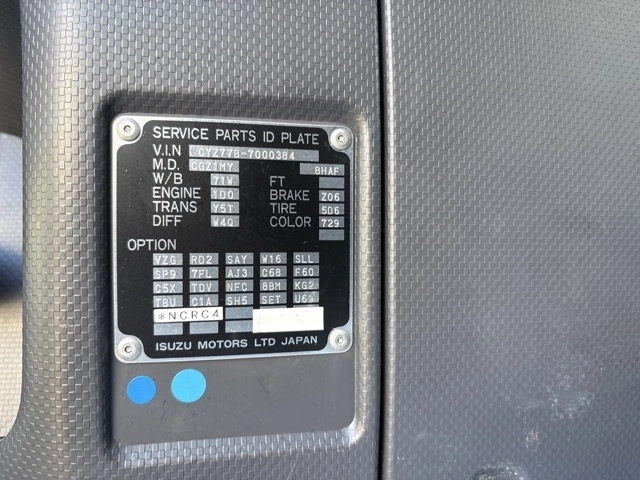 SERVICE PARTS ID PLATE
V.I.N CYZ77B-7000384
M.D. CGZ1MY BHAF
W/B 71W FT
ENGINE 100 BRAKE Z06
TRANS Y5T TIRE 5D6
DIFF W4Q COLOR 729
OPTION
VZG RD2 SAY W16 SLL
SP9 7FL AJ3 C68 F60
C5X TDV NFC 8BM KG2
TBU C1A SH5 SET U69
*NCRC4
ISUZU MOTORS LTD JAPAN